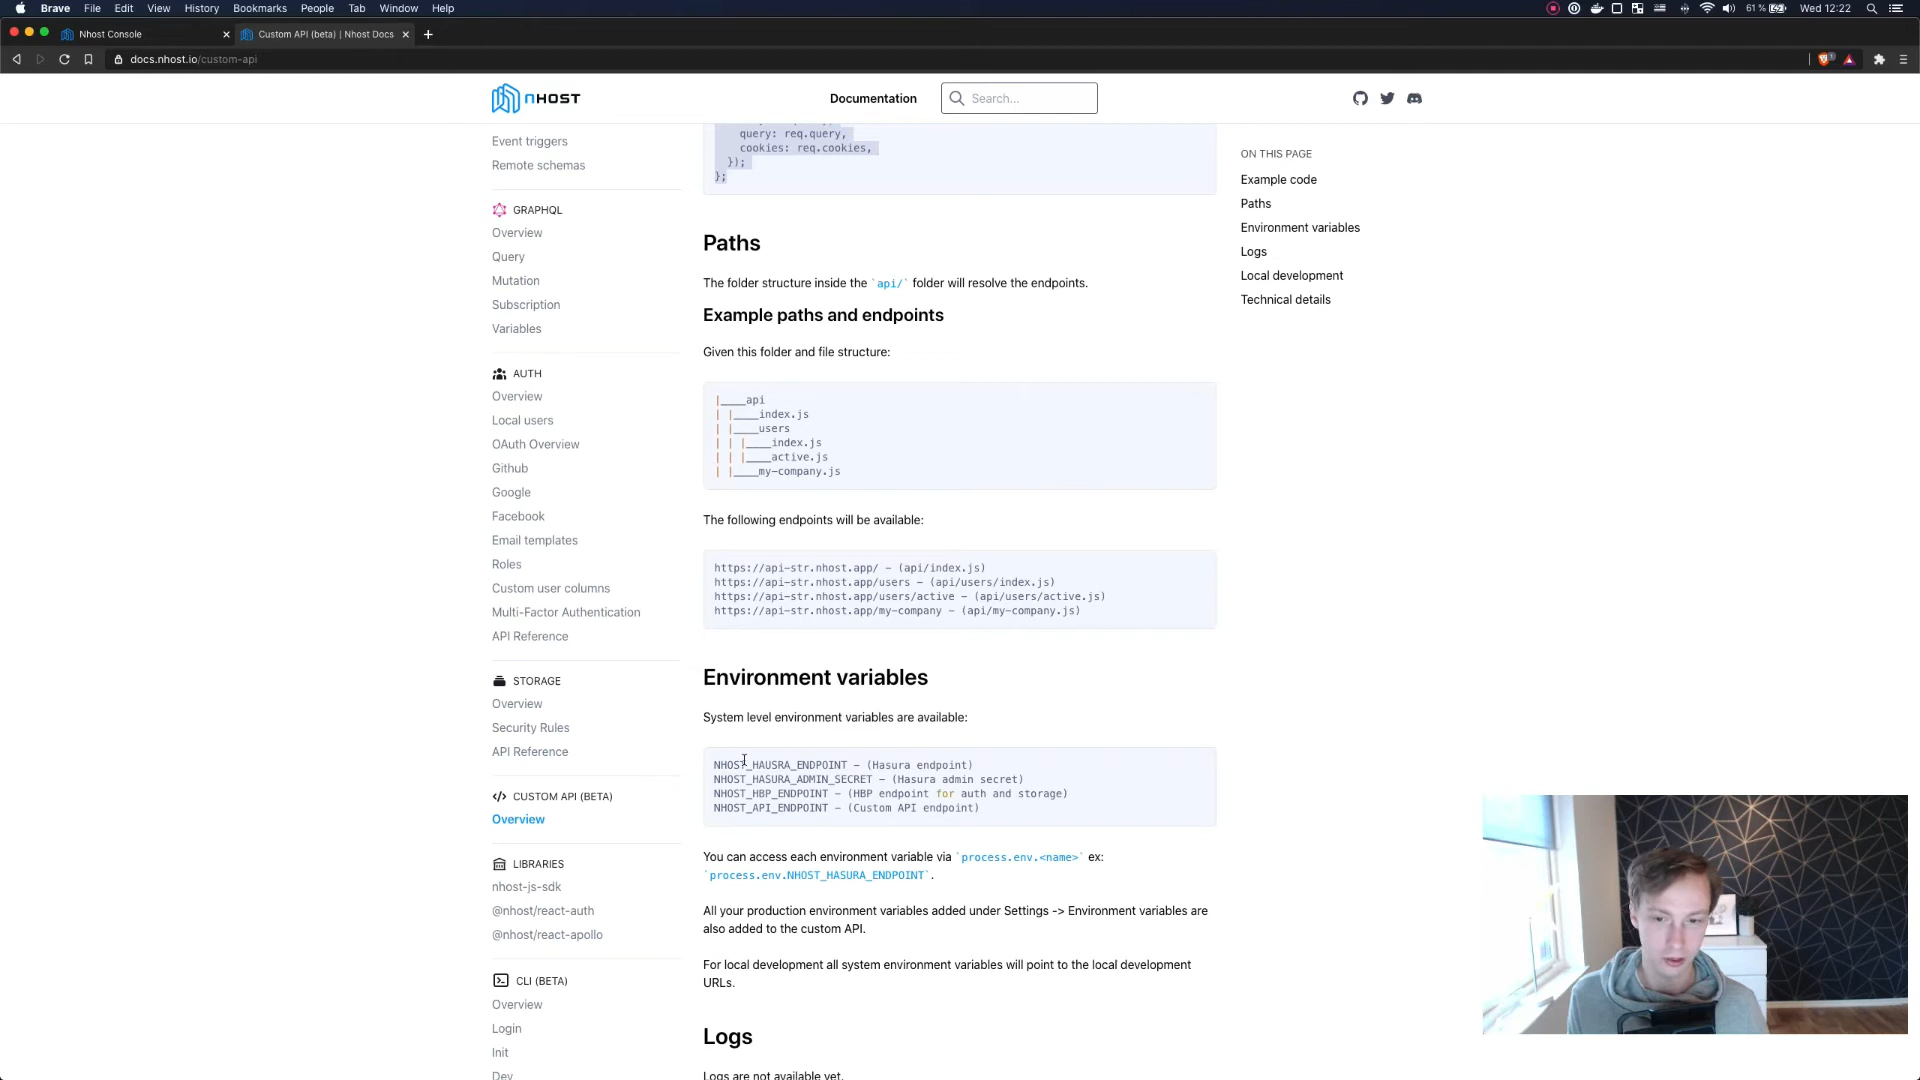 Brave File Edit View History Bookmarks People Tab Window Help 61 % Wed 12:22
Nhost Console Custom API (beta) | Nhost Docs
docs.nhost.io/custom-api
nHOST Documentation Search...
Event triggers
Remote schemas
GRAPHQL
Overview
Query
Mutation
Subscription
Variables
AUTH
Overview
Local users
OAuth Overview
Github
Google
Facebook
Email templates
Roles
Custom user columns
Multi-Factor Authentication
API Reference
STORAGE
Overview
Security Rules
API Reference
CUSTOM API (BETA)
Overview
LIBRARIES
nhost-js-sdk
@nhost/react-auth
@nhost/react-apollo
CLI (BETA)
Overview
Login
Init
Dev
query: req.query,
cookies: req.cookies,
});
};
Paths
The folder structure inside the `api/` folder will resolve the endpoints.
Example paths and endpoints
Given this folder and file structure:
|____api
| |____index.js
| |____users
| | |____index.js
| | |____active.js
| |____my-company.js
The following endpoints will be available:
https://api-str.nhost.app/ - (api/index.js)
https://api-str.nhost.app/users - (api/users/index.js)
https://api-str.nhost.app/users/active - (api/users/active.js)
https://api-str.nhost.app/my-company - (api/my-company.js)
Environment variables
System level environment variables are available:
NHOST_HAUSRA_ENDPOINT - (Hasura endpoint)
NHOST_HASURA_ADMIN_SECRET - (Hasura admin secret)
NHOST_HBP_ENDPOINT - (HBP endpoint for auth and storage)
NHOST_API_ENDPOINT - (Custom API endpoint)
You can access each environment variable via `process.env.<name>` ex:
`process.env.NHOST_HASURA_ENDPOINT`.
All your production environment variables added under Settings -> Environment variables are
also added to the custom API.
For local development all system environment variables will point to the local development
URLs.
Logs
Logs are not available yet.
ON THIS PAGE
Example code
Paths
Environment variables
Logs
Local development
Technical details